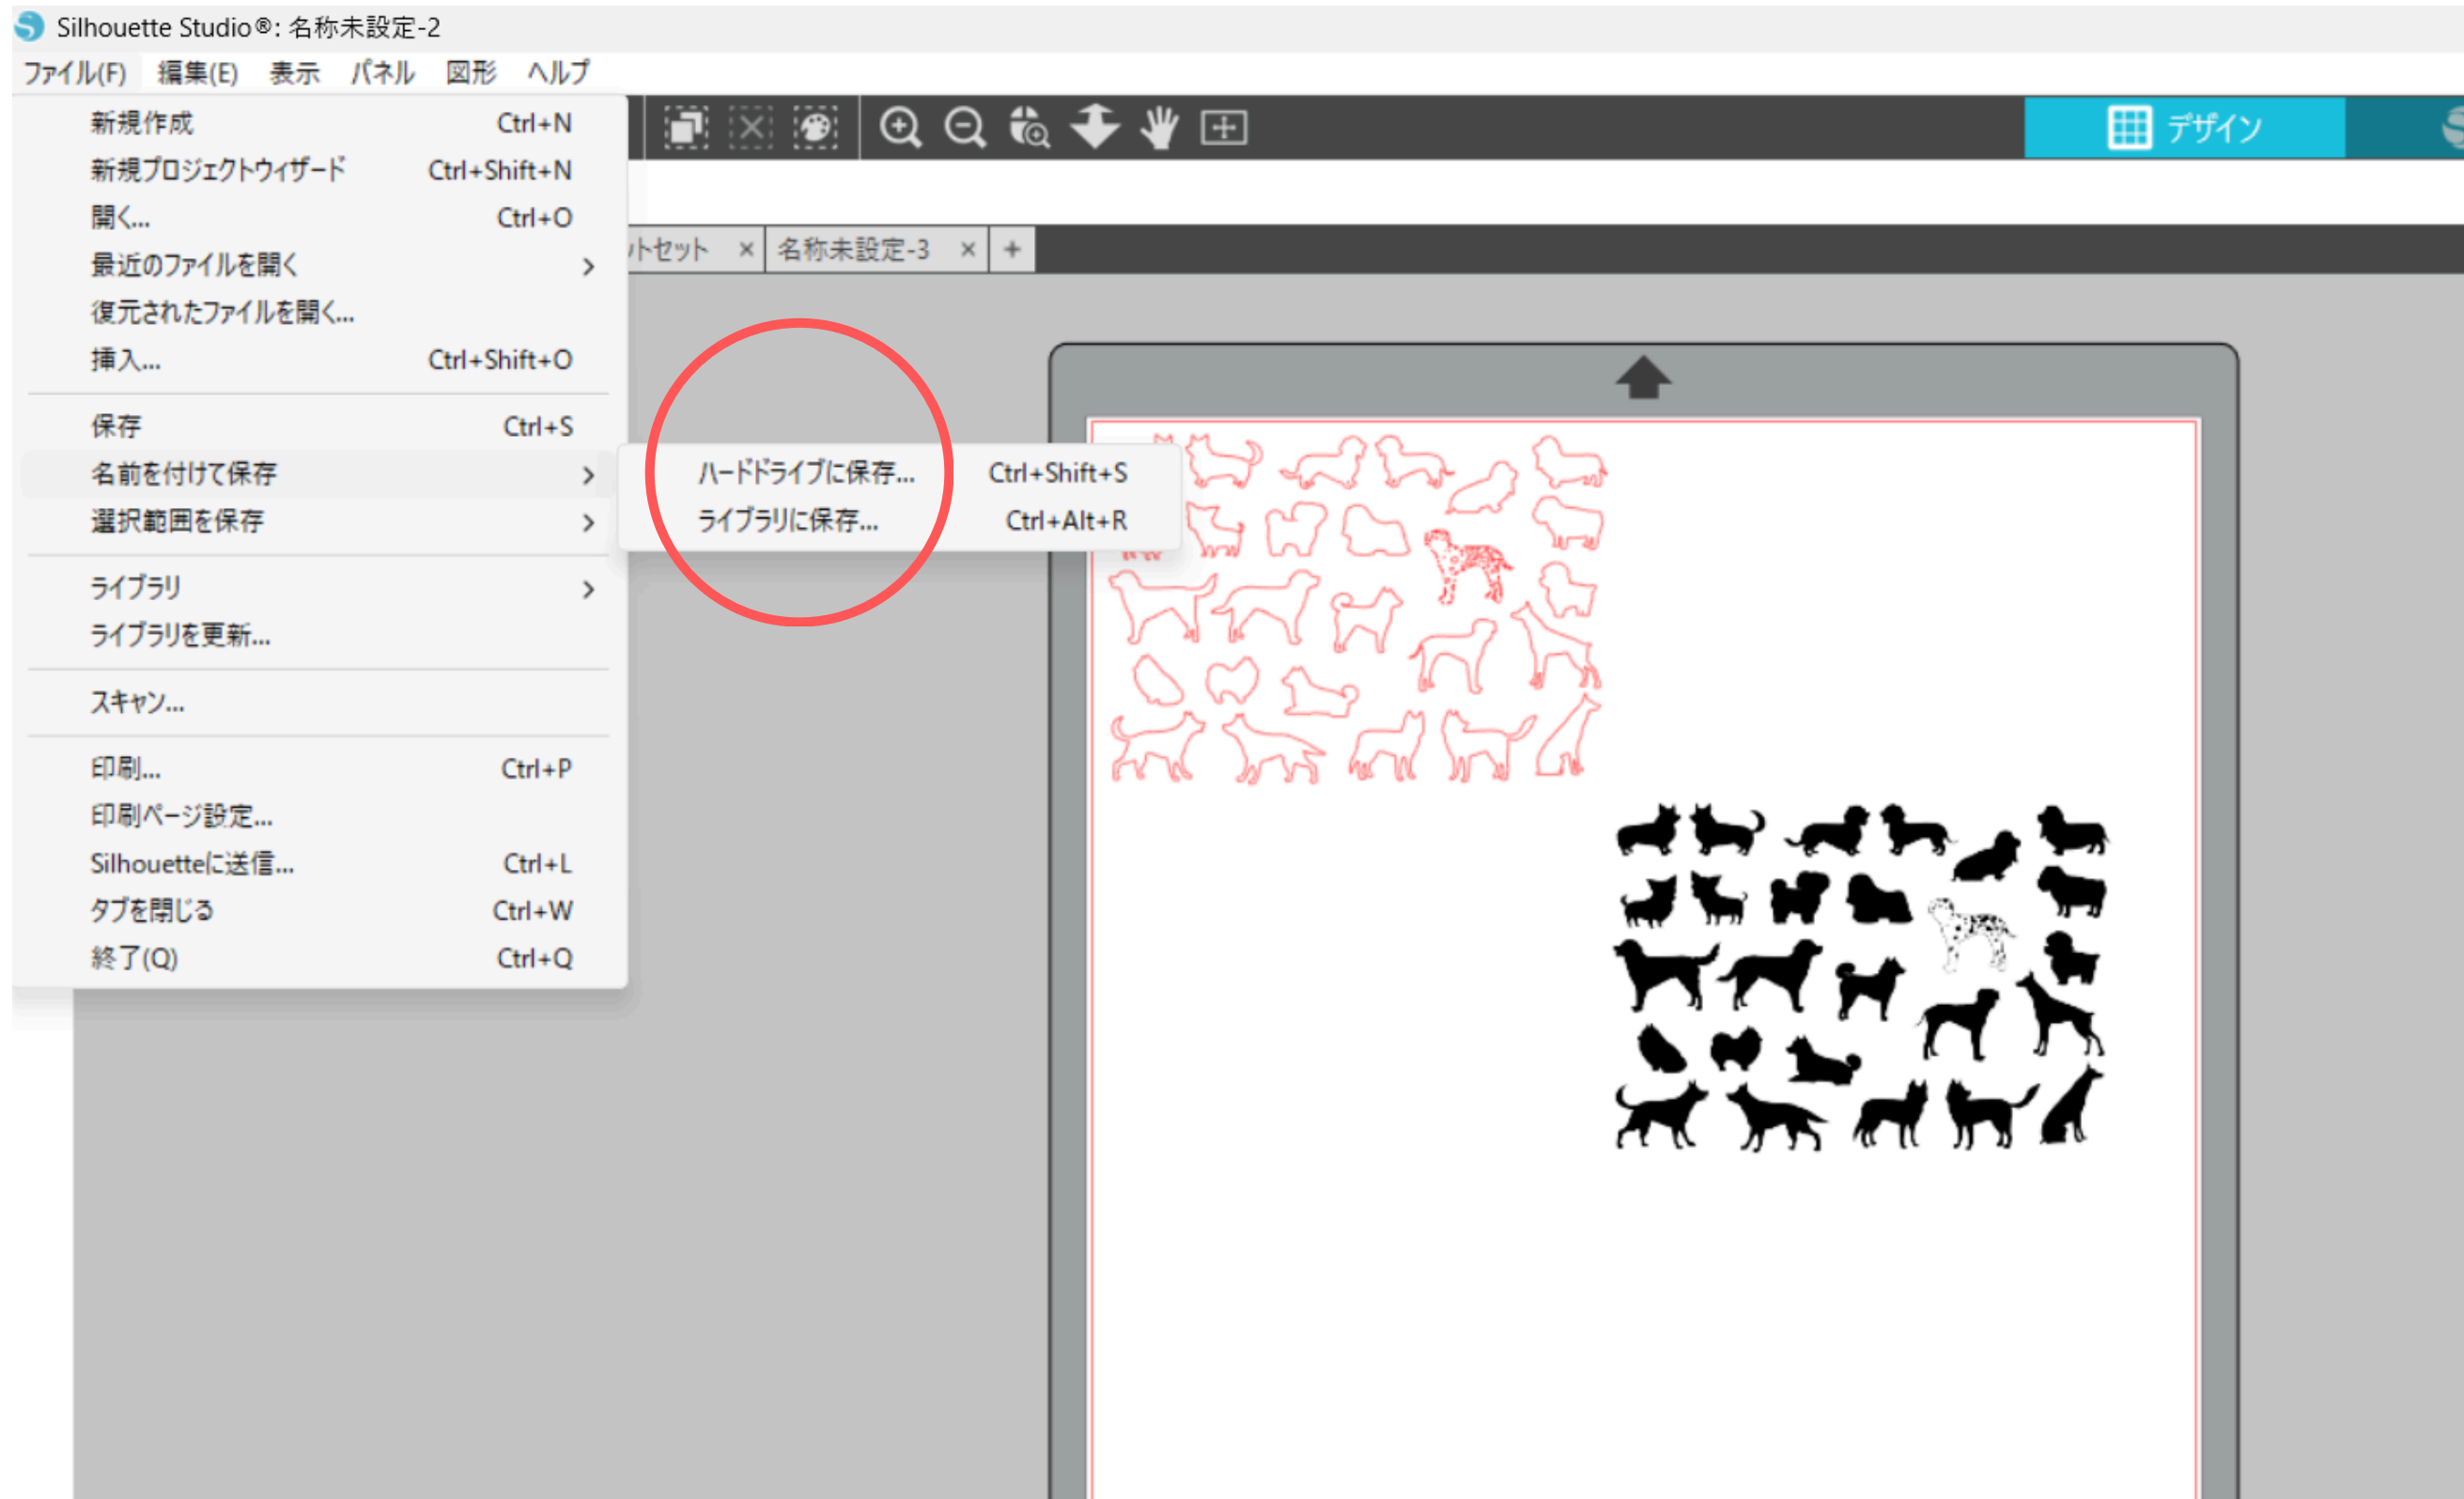 Silhouette Studio®: 名称未設定-2
ファイル(F) 編集(E) 表示 パネル 図形 ヘルプ
新規作成 Ctrl+N
新規プロジェクトウィザード Ctrl+Shift+N
開く... Ctrl+O
最近のファイルを開く
復元されたファイルを開く...
挿入... Ctrl+Shift+O
保存 Ctrl+S
名前を付けて保存
選択範囲を保存
ライブラリ
ライブラリを更新...
スキャン...
印刷... Ctrl+P
印刷ページ設定...
Silhouetteに送信... Ctrl+L
タブを閉じる Ctrl+W
終了(Q) Ctrl+Q
ハードドライブに保存... Ctrl+Shift+S
ライブラリに保存... Ctrl+Alt+R
デザイン
トセット × 名称未設定-3 × +